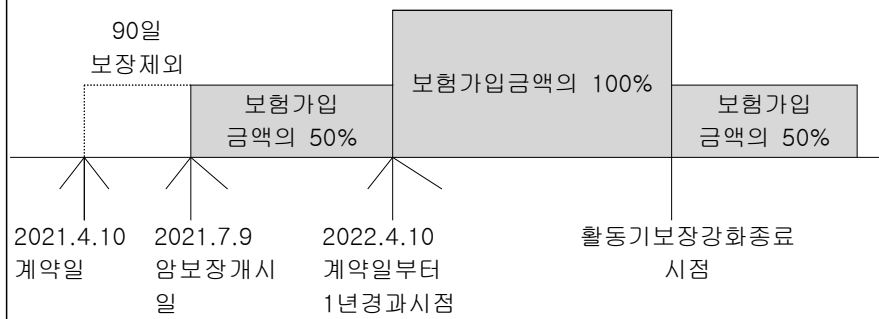 90일
보장제외
보험가입
금액의 50%
보험가입금액의 100%
보험가입
금액의 50%
2021.4.10
계약일
2021.7.9
암보장개시
일
2022.4.10
계약일부터
1년경과시점
활동기보장강화종료
시점